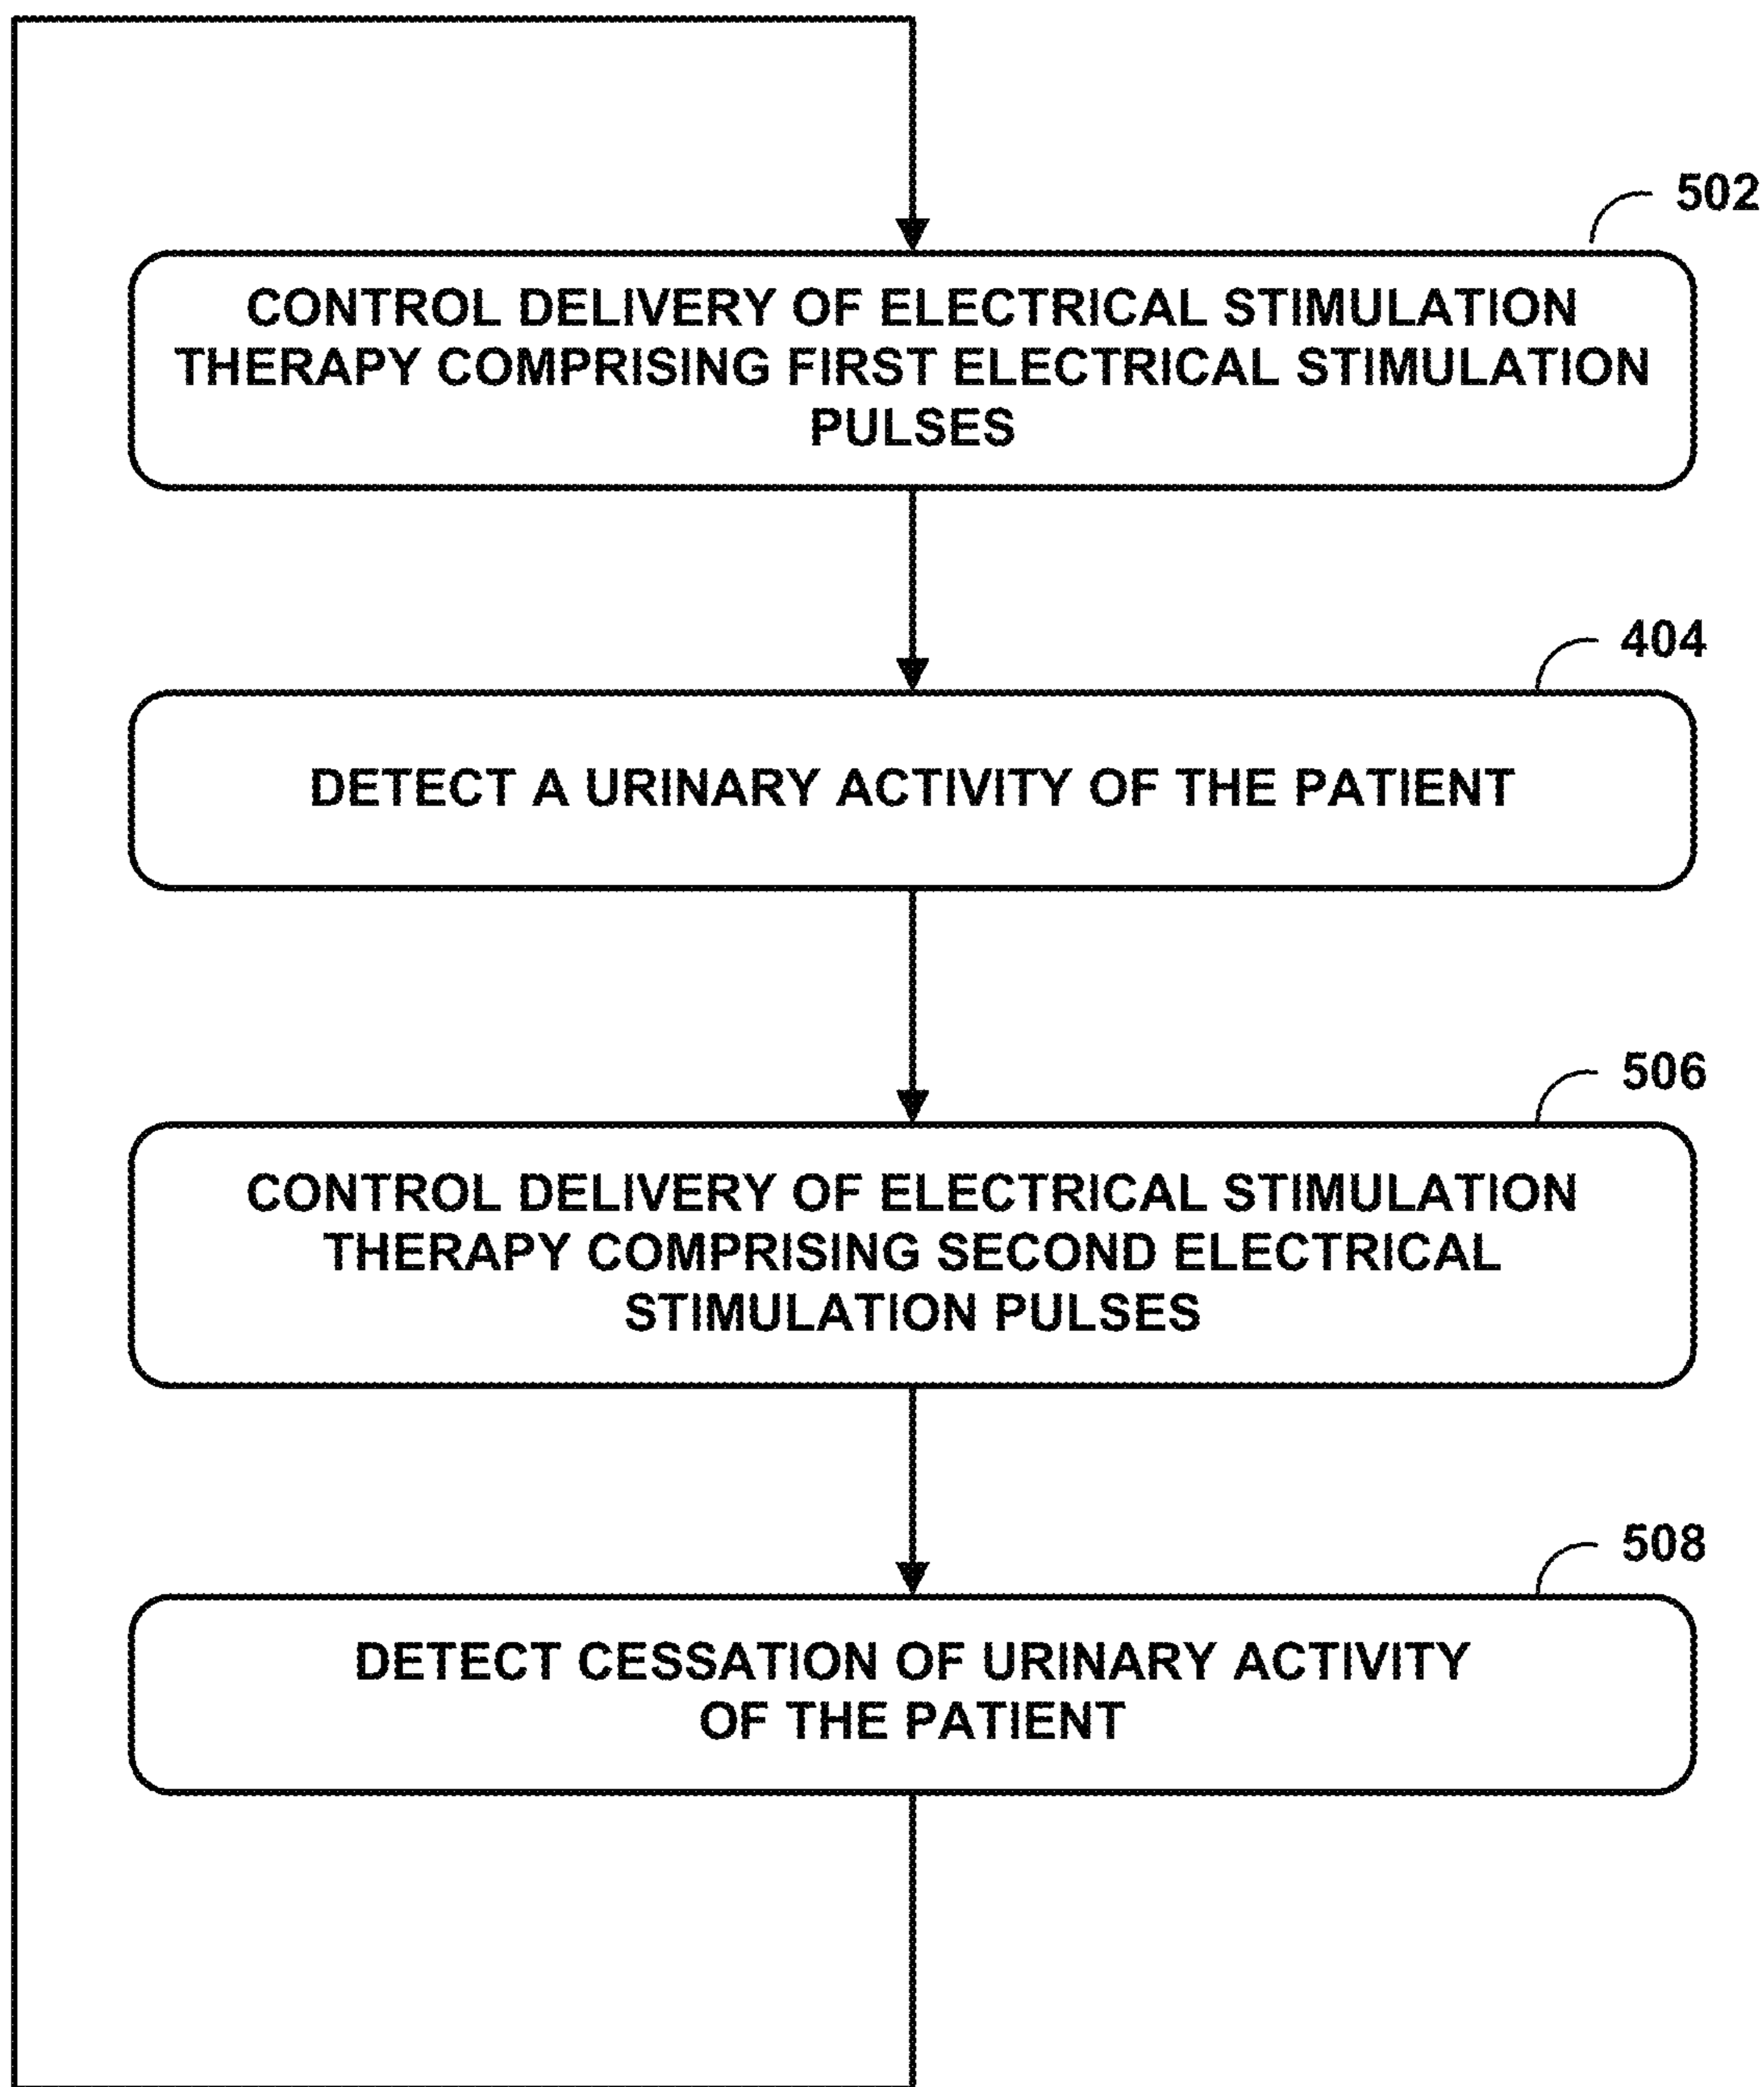 502
CONTROL DELIVERY OF ELECTRICAL STIMULATION
THERAPY COMPRISING FIRST ELECTRICAL STIMULATION
PULSES
404
DETECT A URINARY ACTIVITY OF THE PATIENT
506
CONTROL DELIVERY OF ELECTRICAL STIMULATION
THERAPY COMPRISING SECOND ELECTRICAL
STIMULATION PULSES
508
DETECT CESSATION OF URINARY ACTIVITY
OF THE PATIENT